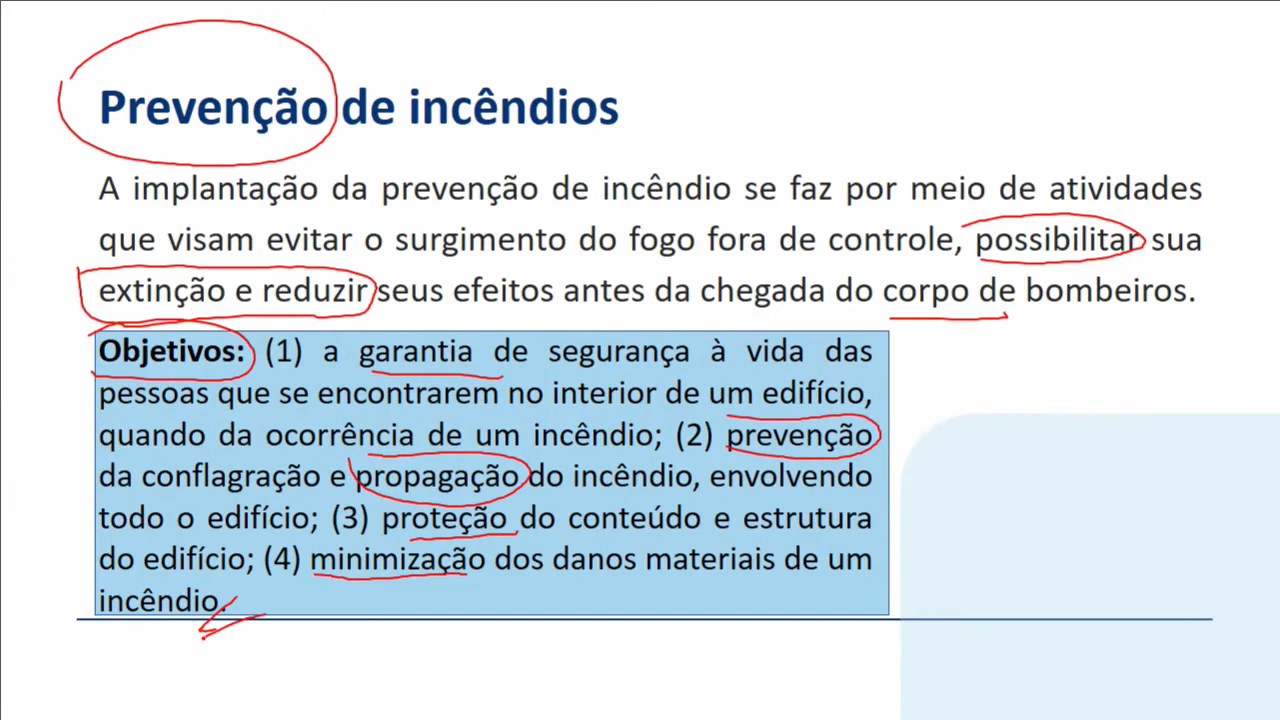 Prevenção de incêndios
A implantação da prevenção de incêndio se faz por meio de atividades
que visam evitar o surgimento do fogo fora de controle, possibilitar sua
extinção e reduzir seus efeitos antes da chegada do corpo de bombeiros.
Objetivos: (1) a garantia de segurança à vida das
pessoas que se encontrarem no interior de um edifício,
quando da ocorrência de um incêndio; (2) prevenção
da conflagração e propagação do incêndio, envolvendo
todo o edifício; (3) proteção do conteúdo e estrutura
do edifício; (4) minimização dos danos materiais de um
incêndio.